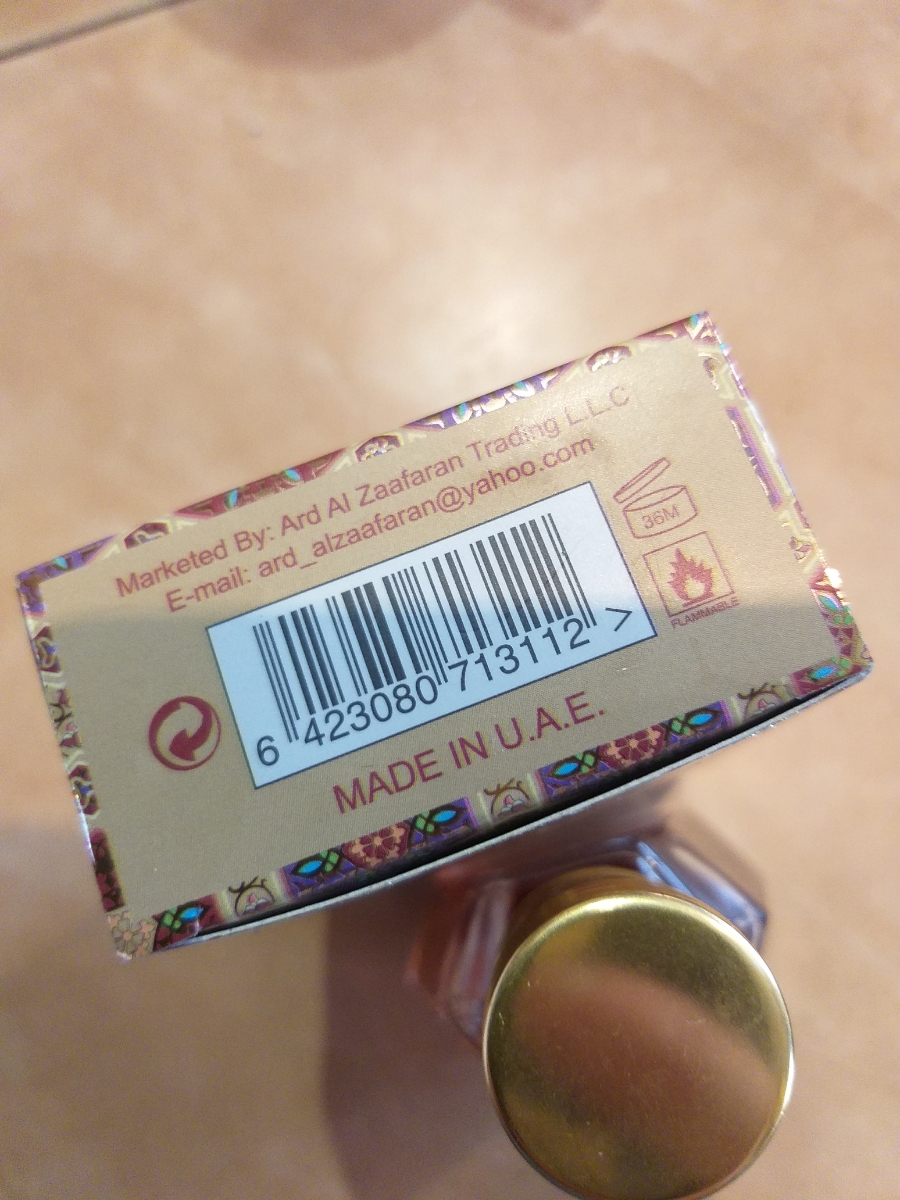 Marketed By: Ard Al Zaafaran Trading L.L.C
E-mail: ard_alzaafaran@yahoo.com
36M
FLAMMABLE
6 423080 713112 >
MADE IN U.A.E.